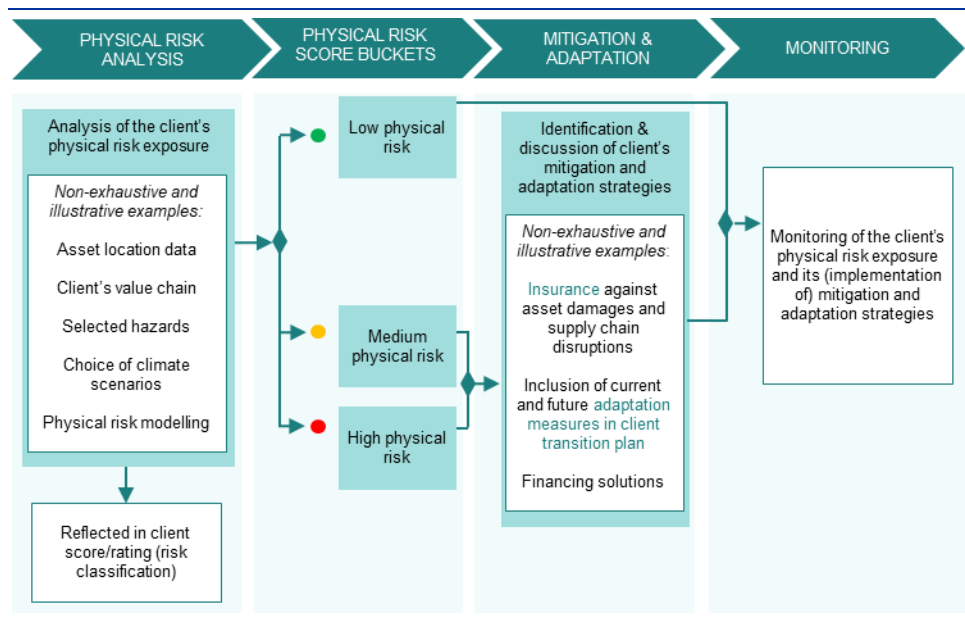 PHYSICAL RISK
ANALYSIS
PHYSICAL RISK
SCORE BUCKETS
MITIGATION &
ADAPTATION
MONITORING
Analysis of the client's
physical risk exposure
Non-exhaustive and
illustrative examples:
Asset location data
Client's value chain
Selected hazards
Choice of climate
scenarios
Physical risk modelling
Reflected in client
score/rating (risk
classification)
Low physical
risk
Medium
physical risk
High physical
risk
Identification &
discussion of client's
mitigation and
adaptation strategies
Non-exhaustive and
illustrative examples:
Insurance against
asset damages and
supply chain
disruptions
Inclusion of current
and future adaptation
measures in client
transition plan
Financing solutions
Monitoring of the client's
physical risk exposure
and its (implementation
of) mitigation and
adaptation strategies